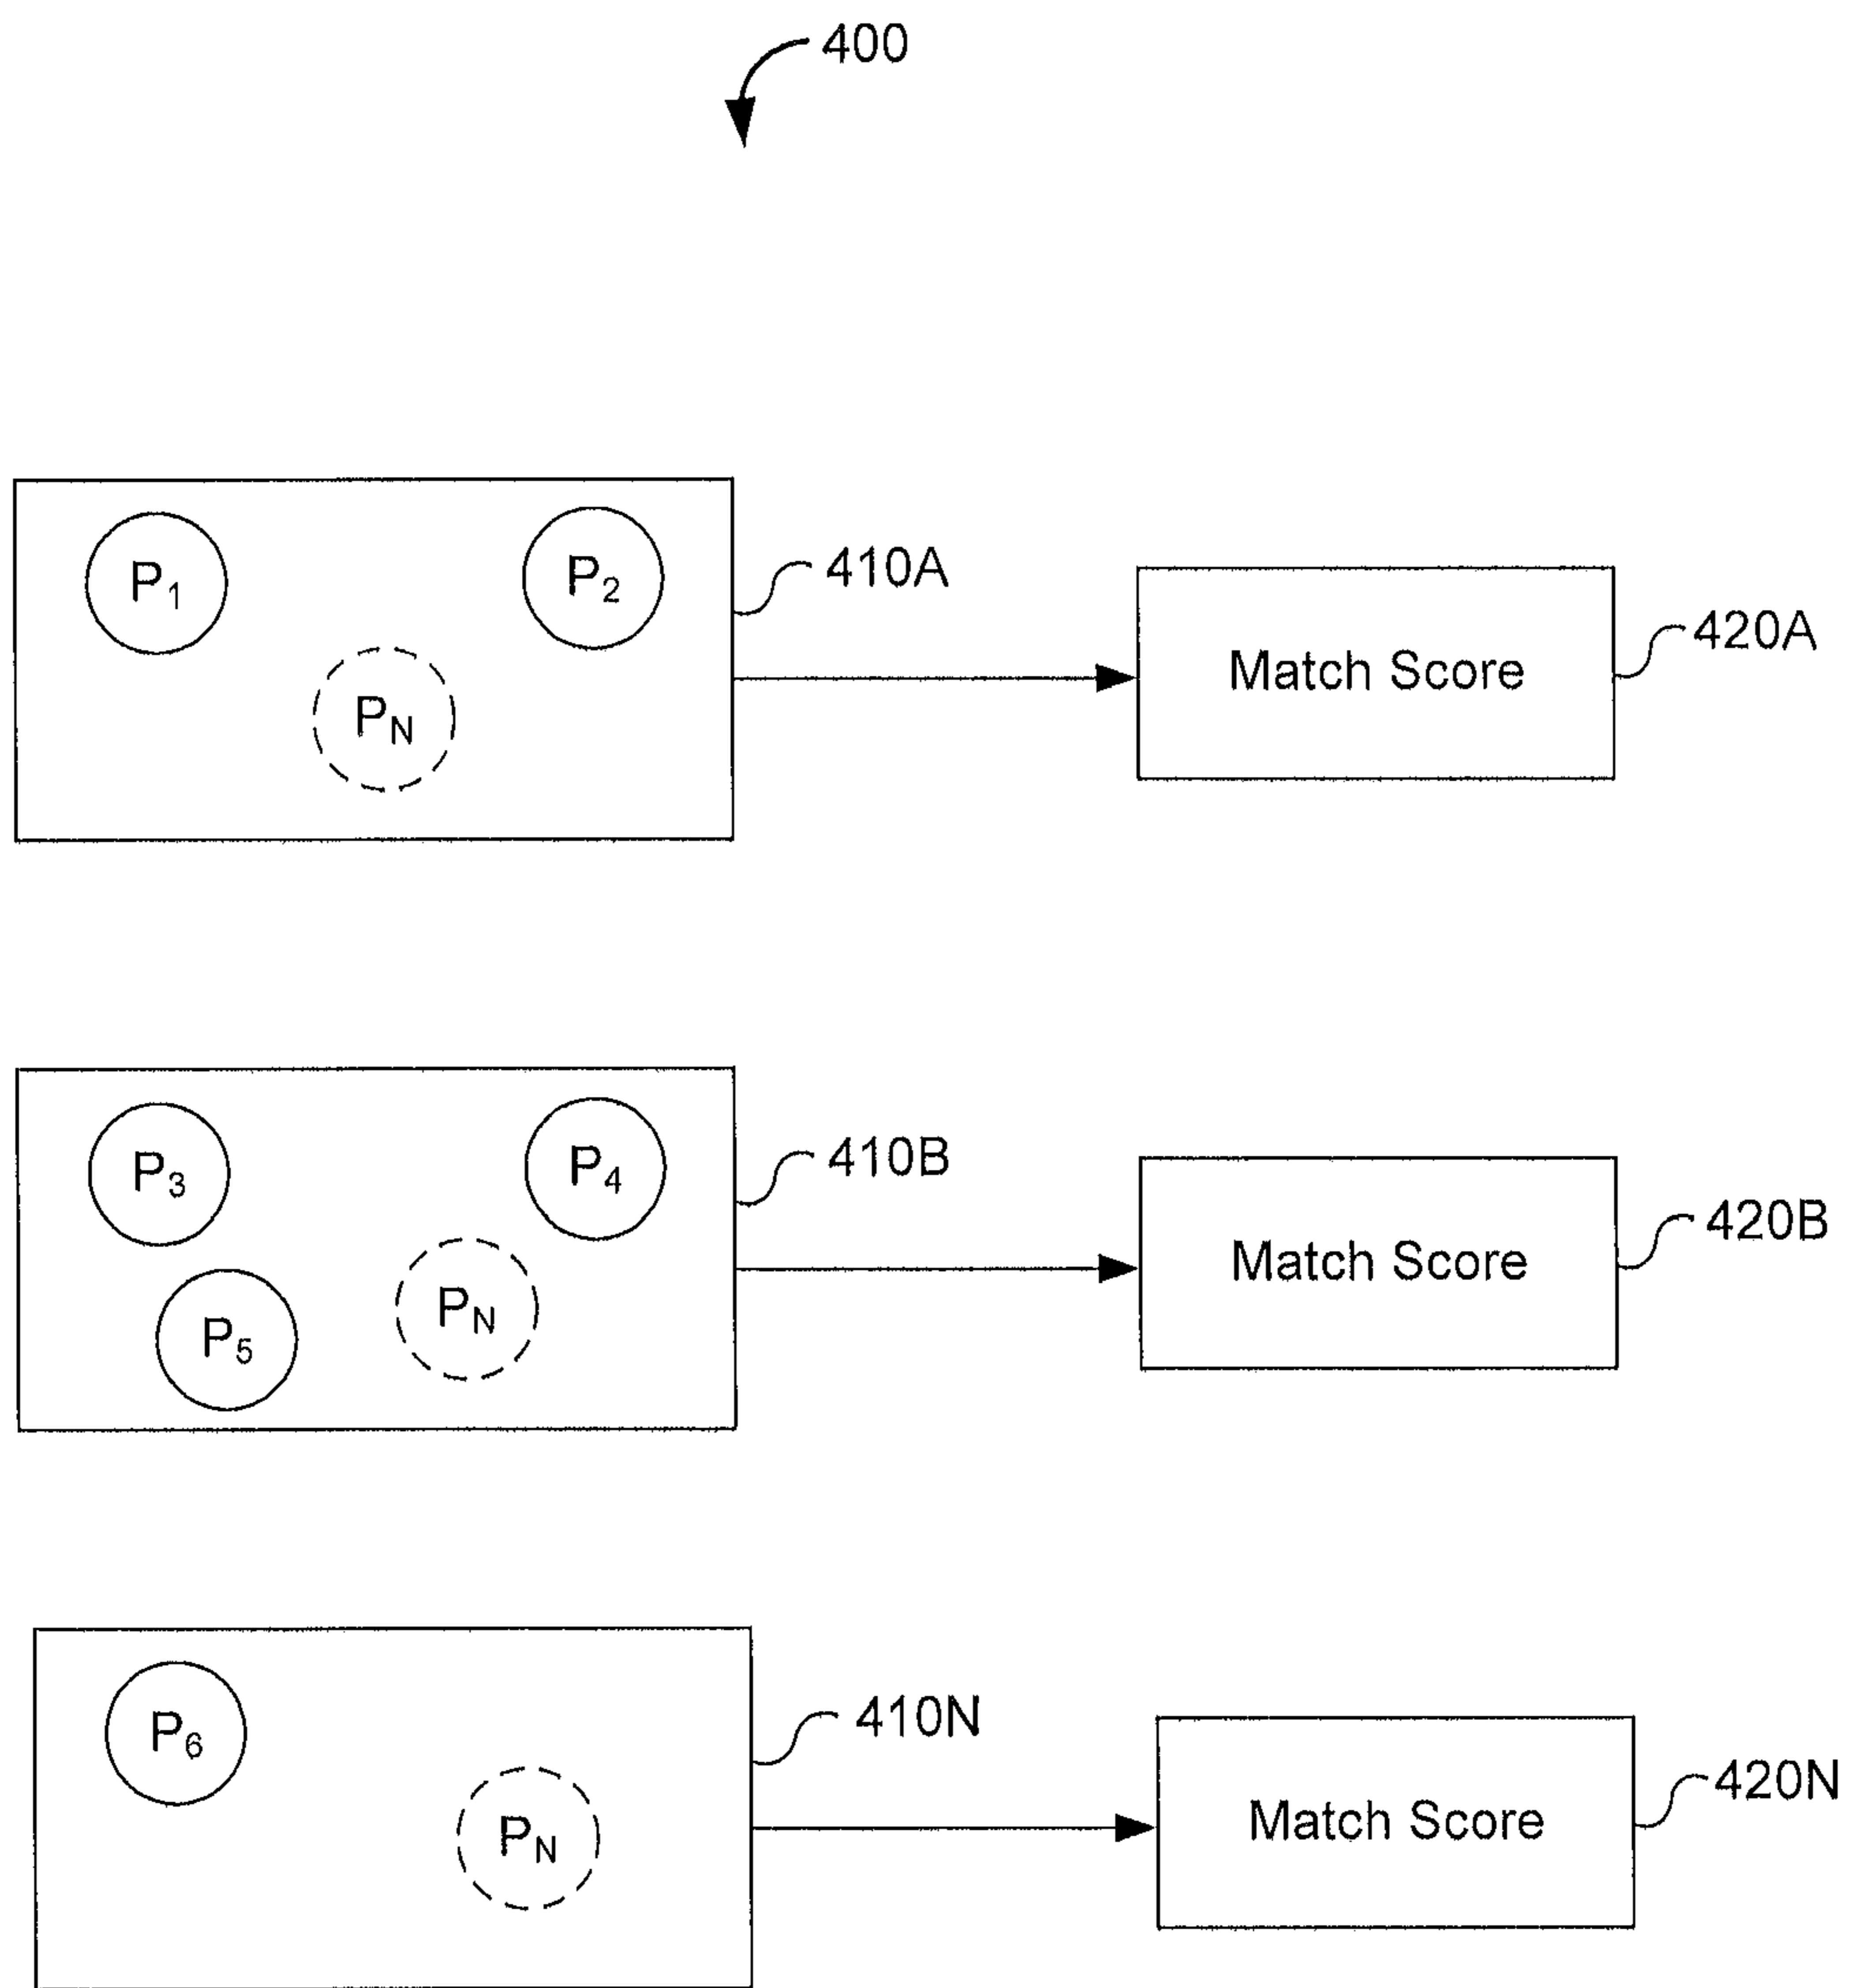 400
P1
P2
410A
PN
Match Score
420A
P3
P4
410B
P5
PN
Match Score
420B
P6
410N
PN
Match Score
420N